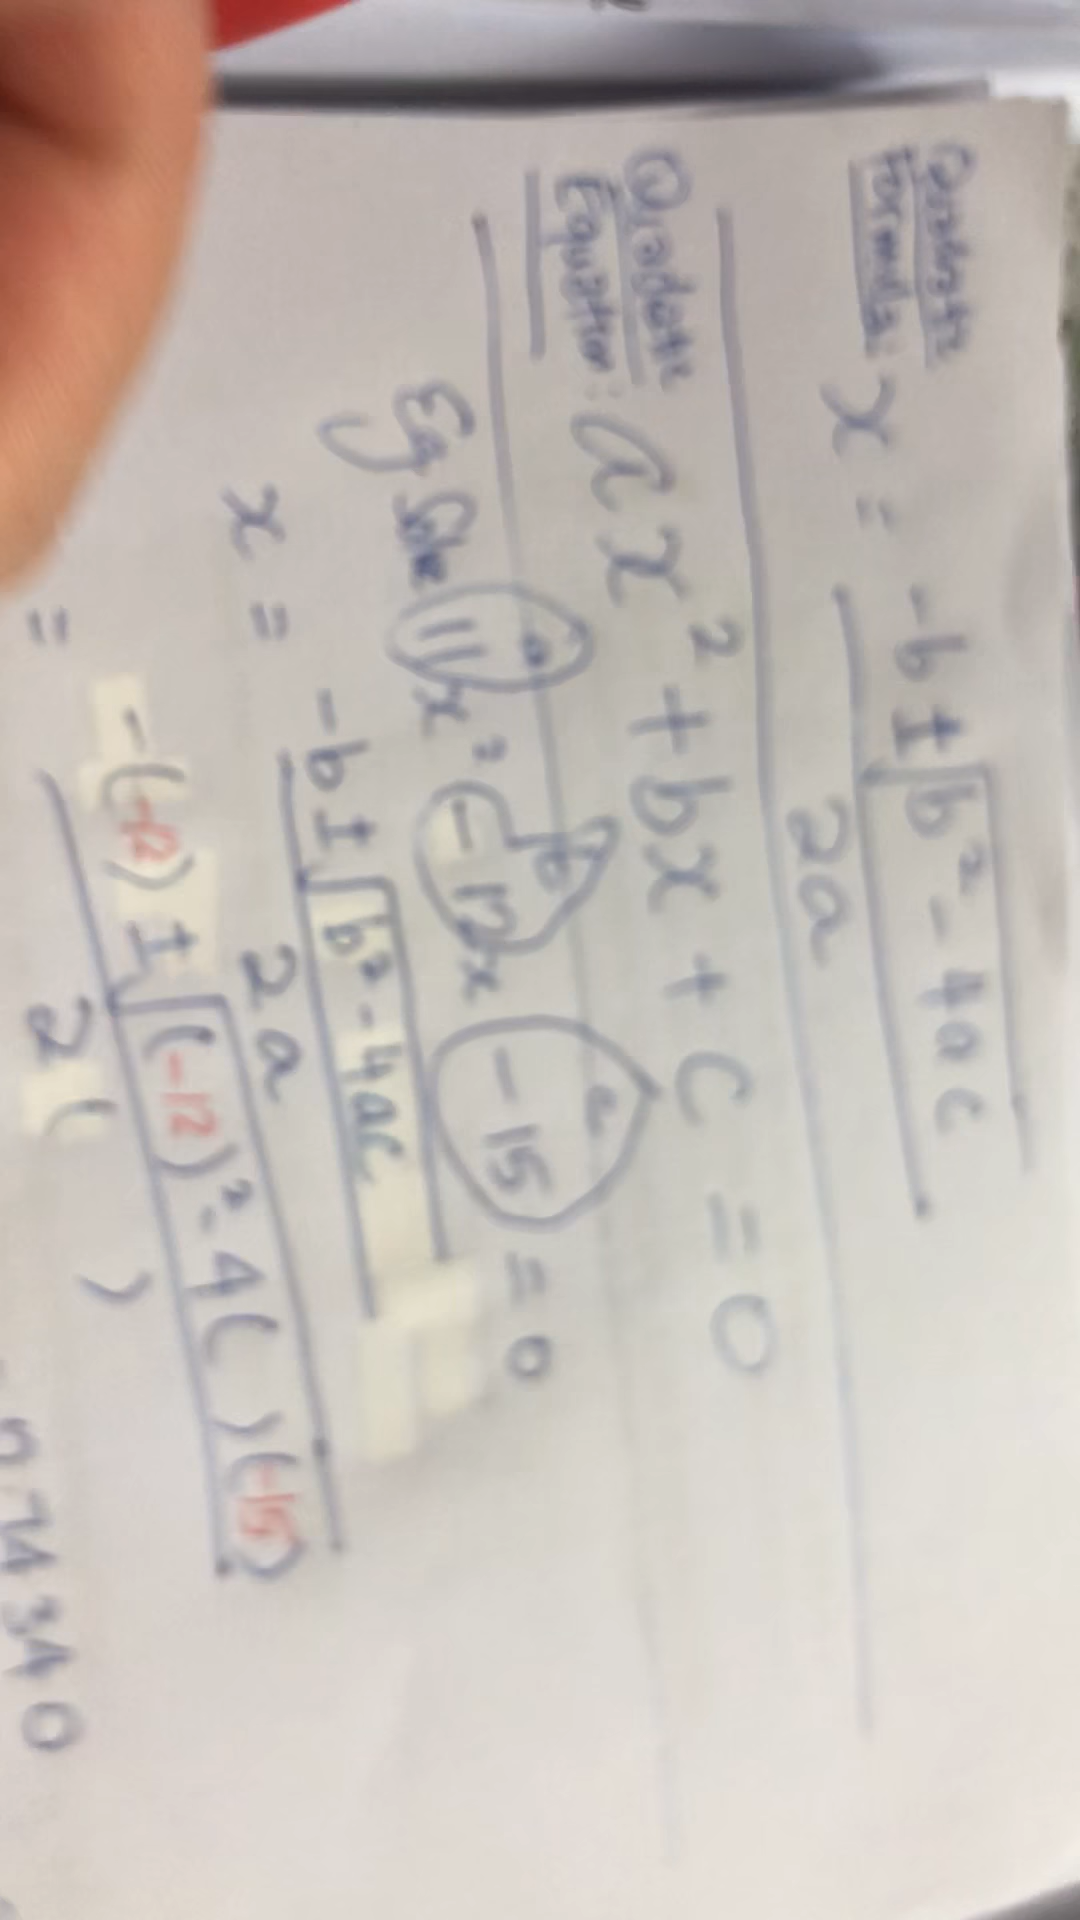 Quadratic
Formula: x = -b ± √b² - 4ac
2a
Quadratic
Equation: ax² + bx + c = 0
a b c
Eg Solve 11x² - 12x - 15 = 0
x = -b ± √b² - 4ac
2a
= -(-12) ± √(-12)² - 4( )(-15)
2( )